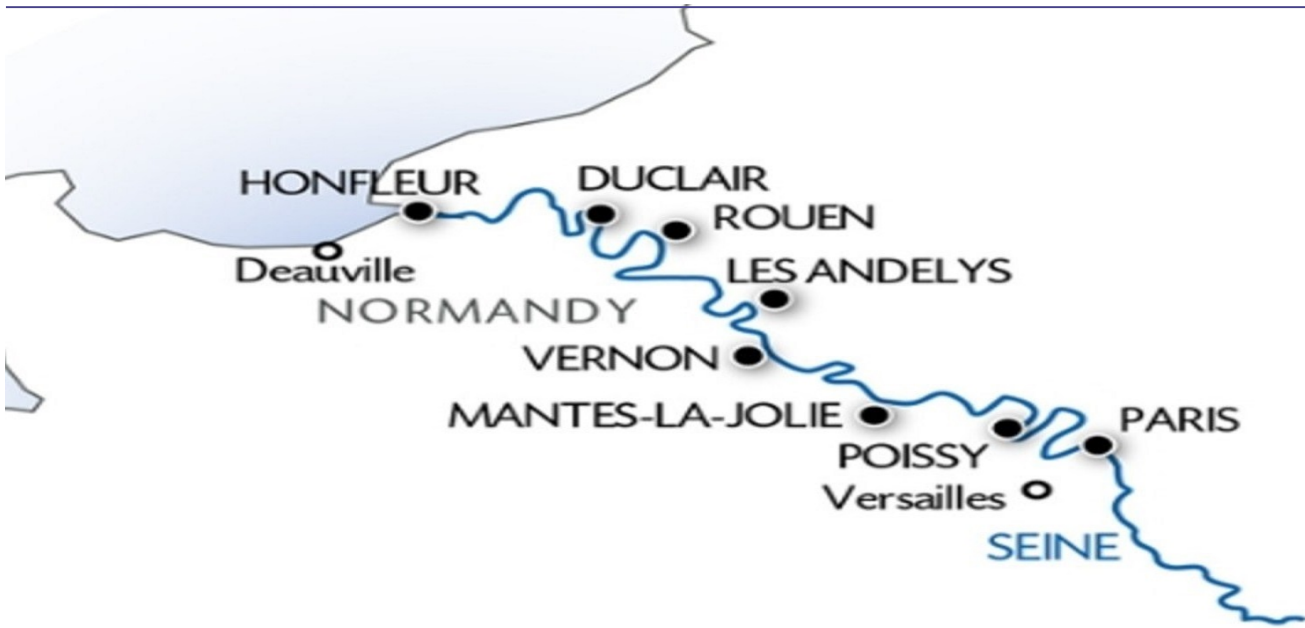 HONFLEUR
DUCLAIR
ROUEN
LES ANDELYS
Deauville
NORMANDY
VERNON
MANTES-LA-JOLIE
PARIS
POISSY
Versailles
SEINE